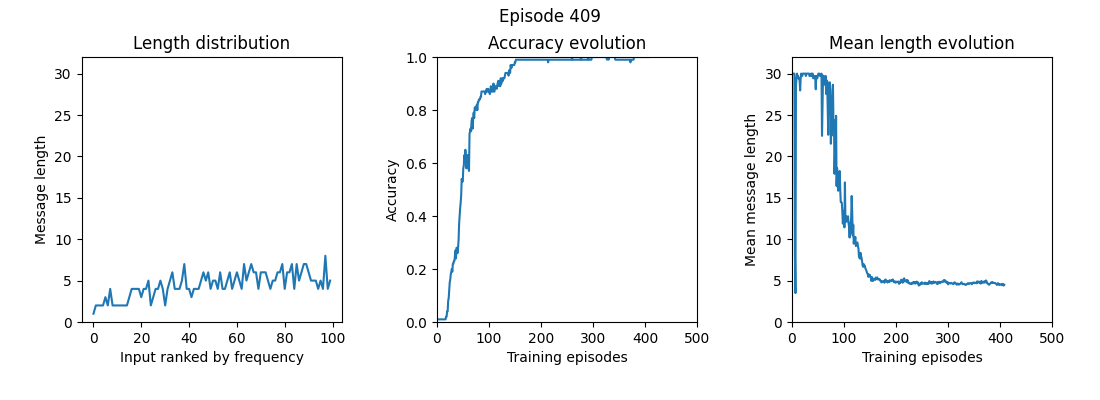 Episode 409
Length distribution
Accuracy evolution
Mean length evolution
30
25
20
15
10
5
0
Message length
0 20 40 60 80 100
Input ranked by frequency
1.0
0.8
0.6
0.4
0.2
0.0
Accuracy
0 100 200 300 400 500
Training episodes
30
25
20
15
10
5
0
Mean message length
0 100 200 300 400 500
Training episodes